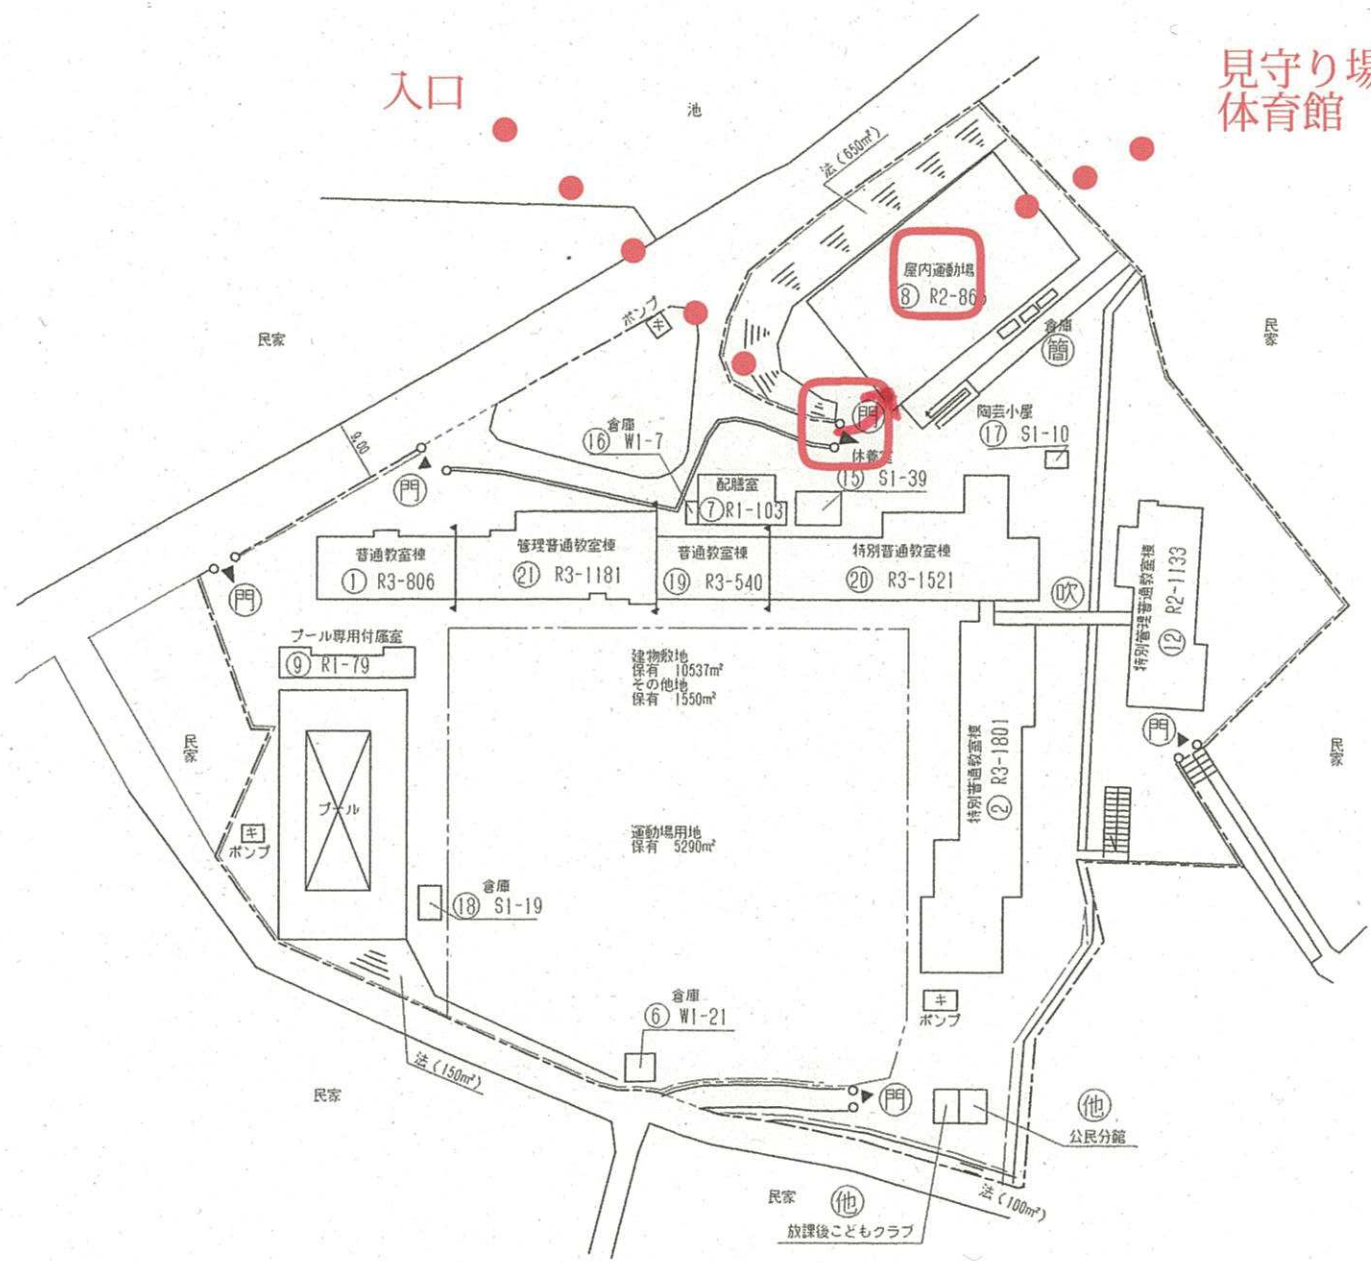 入口
見守り場
体育館
池
法(650㎡)
屋内運動場
⑧ R2-86
ポンプ
キ
民家
民家
倉庫
簡
門
陶芸小屋
⑰ S1-10
倉庫
⑯ W1-7
9.00
休養室
⑮ S1-39
配膳室
⑦ R1-103
門
門
普通教室棟
① R3-806
管理普通教室棟
㉑ R3-1181
普通教室棟
⑲ R3-540
特別普通教室棟
⑳ R3-1521
吹
特別管理普通教室棟
⑫ R2-1133
プール専用付属室
⑨ R1-79
建物敷地
保有 10537㎡
その他地
保有 1550㎡
特別普通教室棟
② R3-1801
門
民家
民家
プール
キ
ポンプ
運動場用地
保有 5290㎡
倉庫
⑱ S1-19
倉庫
⑥ W1-21
キ
ポンプ
法(150㎡)
民家
門
他
公民分館
民家
他
放課後こどもクラブ
法(100㎡)